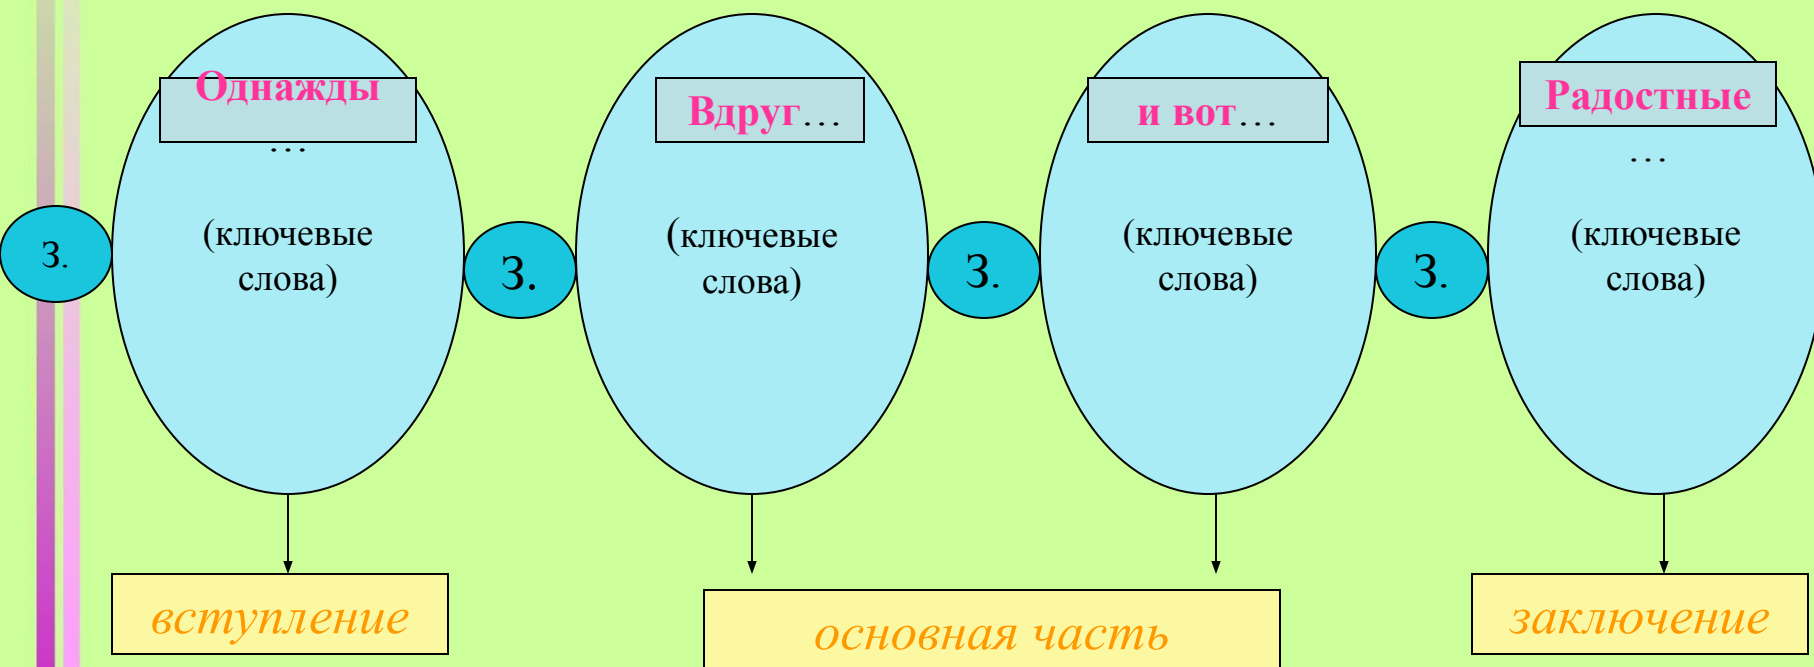 Однажды
…
(ключевые
слова)
Вдруг…
(ключевые
слова)
и вот…
(ключевые
слова)
Радостные
…
(ключевые
слова)
З.
З.
З.
З.
вступление
основная часть
заключение